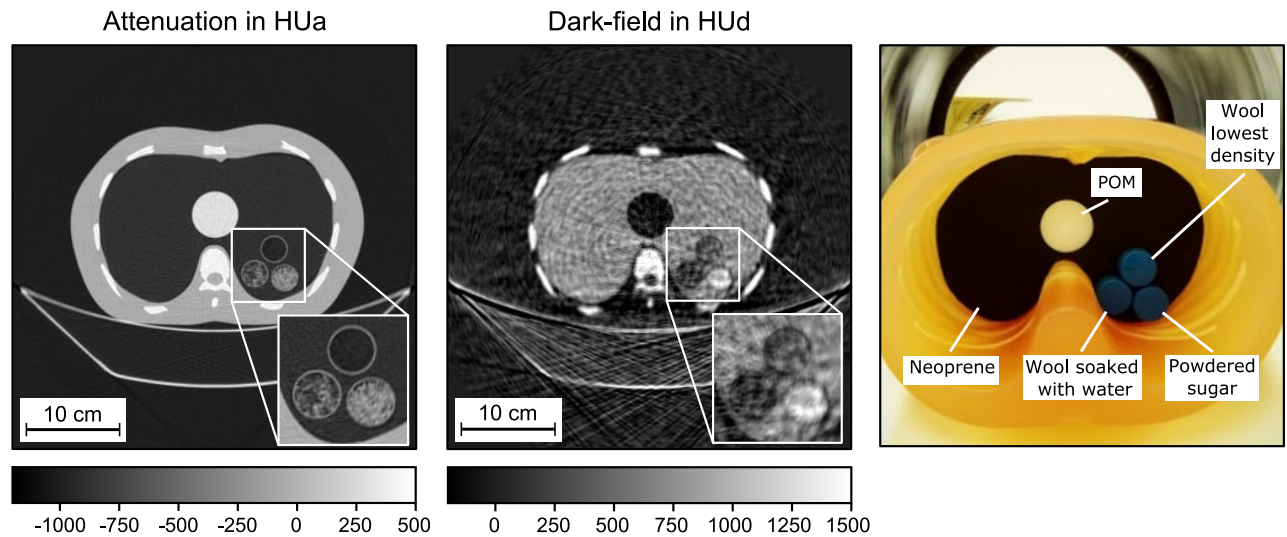 Attenuation in HUa
Dark-field in HUd
10 cm
10 cm
-1000 -750 -500 -250 0 250 500
0 250 500 750 1000 1250 1500
Wool
lowest
density
POM
Neoprene
Wool soaked
with water
Powdered
sugar